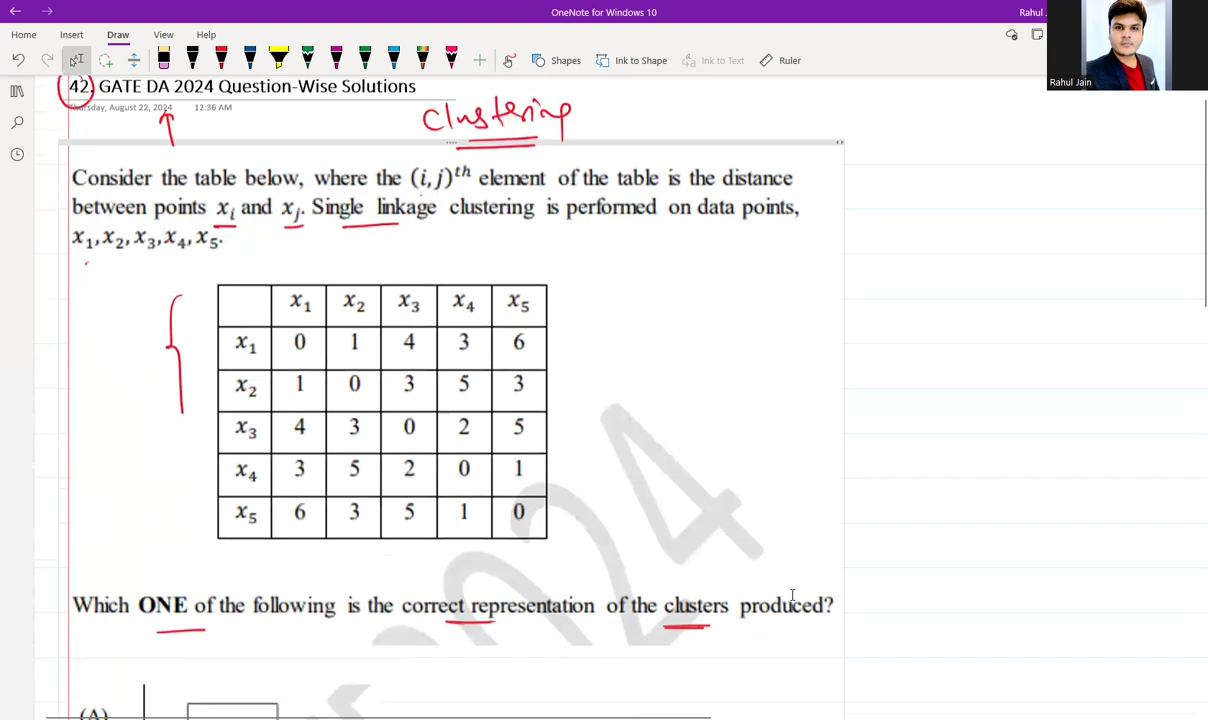 OneNote for Windows 10
Rahul J
Home Insert Draw View Help
Shapes Ink to Shape Ink to Text Ruler
Rahul Jain
42. GATE DA 2024 Question-Wise Solutions
Thursday, August 22, 2024 12:36 AM
Clustering
Consider the table below, where the (i,j)th element of the table is the distance
between points xi and xj. Single linkage clustering is performed on data points,
x1, x2, x3, x4, x5.
x1 x2 x3 x4 x5
x1 0 1 4 3 6
x2 1 0 3 5 3
x3 4 3 0 2 5
x4 3 5 2 0 1
x5 6 3 5 1 0
2024
Which ONE of the following is the correct representation of the clusters produced?
(A)